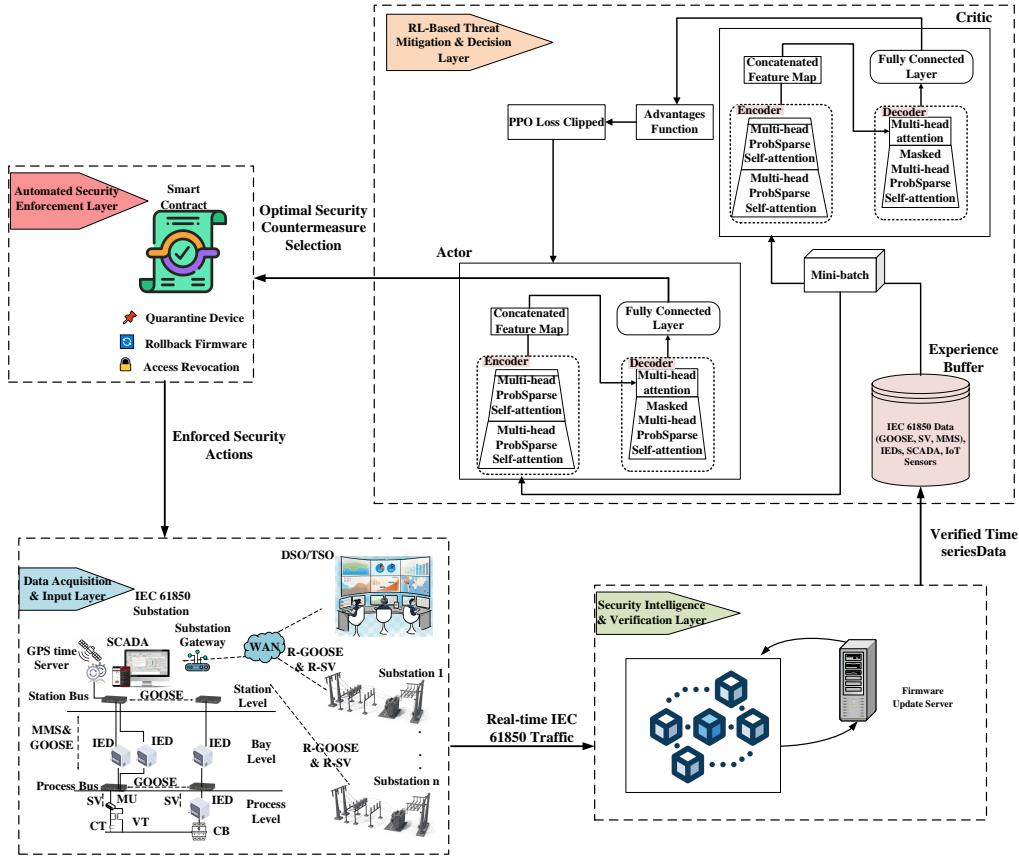 RL-Based Threat
Mitigation & Decision
Layer
Critic
Concatenated
Feature Map
Fully Connected
Layer
Encoder
Multi-head
ProbSparse
Self-attention
Multi-head
ProbSparse
Self-attention
Decoder
Multi-head
attention
Masked
Multi-head
ProbSparse
Self-attention
PPO Loss Clipped
Advantages
Function
Mini-batch
Actor
Concatenated
Feature Map
Fully Connected
Layer
Encoder
Multi-head
ProbSparse
Self-attention
Multi-head
ProbSparse
Self-attention
Decoder
Multi-head
attention
Masked
Multi-head
ProbSparse
Self-attention
Experience
Buffer
IEC 61850 Data
(GOOSE, SV, MMS),
IEDs, SCADA, IoT
Sensors
Automated Security
Enforcement Layer
Smart
Contract
Quarantine Device
Rollback Firmware
Access Revocation
Optimal Security
Countermeasure
Selection
Enforced Security
Actions
Verified Time
seriesData
Data Acquisition
& Input Layer
IEC 61850
Substation
DSO/TSO
GPS time
Server
SCADA
Substation
Gateway
WAN
R-GOOSE
& R-SV
Substation 1
Station Bus
GOOSE
Station
Level
MMS&
GOOSE
IED
IED
IED
Bay
Level
R-GOOSE
& R-SV
Process Bus
GOOSE
SV
MU
SV
IED
Process
Level
CT
VT
CB
Substation n
Real-time IEC
61850 Traffic
Security Intelligence
& Verification Layer
Firmware
Update Server